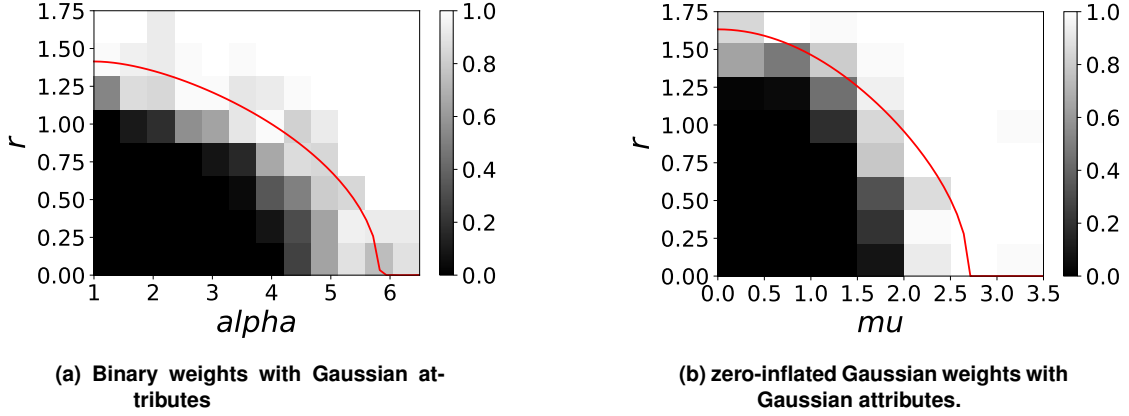 1.75
1.50
1.25
1.00
0.75
0.50
0.25
0.00
r
1 2 3 4 5 6
alpha
1.0
0.8
0.6
0.4
0.2
0.0
(a) Binary weights with Gaussian at-
tributes
1.75
1.50
1.25
1.00
0.75
0.50
0.25
0.00
r
0.0 0.5 1.0 1.5 2.0 2.5 3.0 3.5
mu
1.0
0.8
0.6
0.4
0.2
0.0
(b) zero-inflated Gaussian weights with
Gaussian attributes.